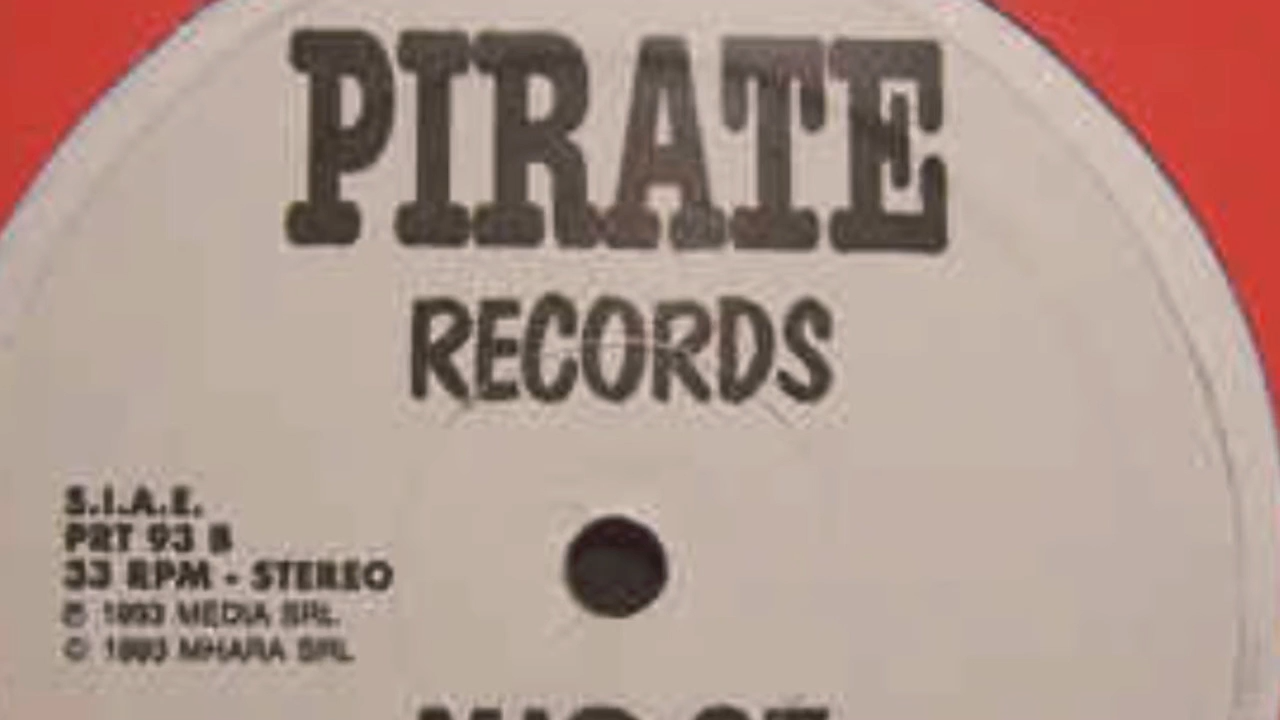 PIRATE
RECORDS
S.I.A.E.
PRT 93 B
33 RPM - STEREO
℗ 1993 MEDIA SRL
© 1993 MHARA SRL